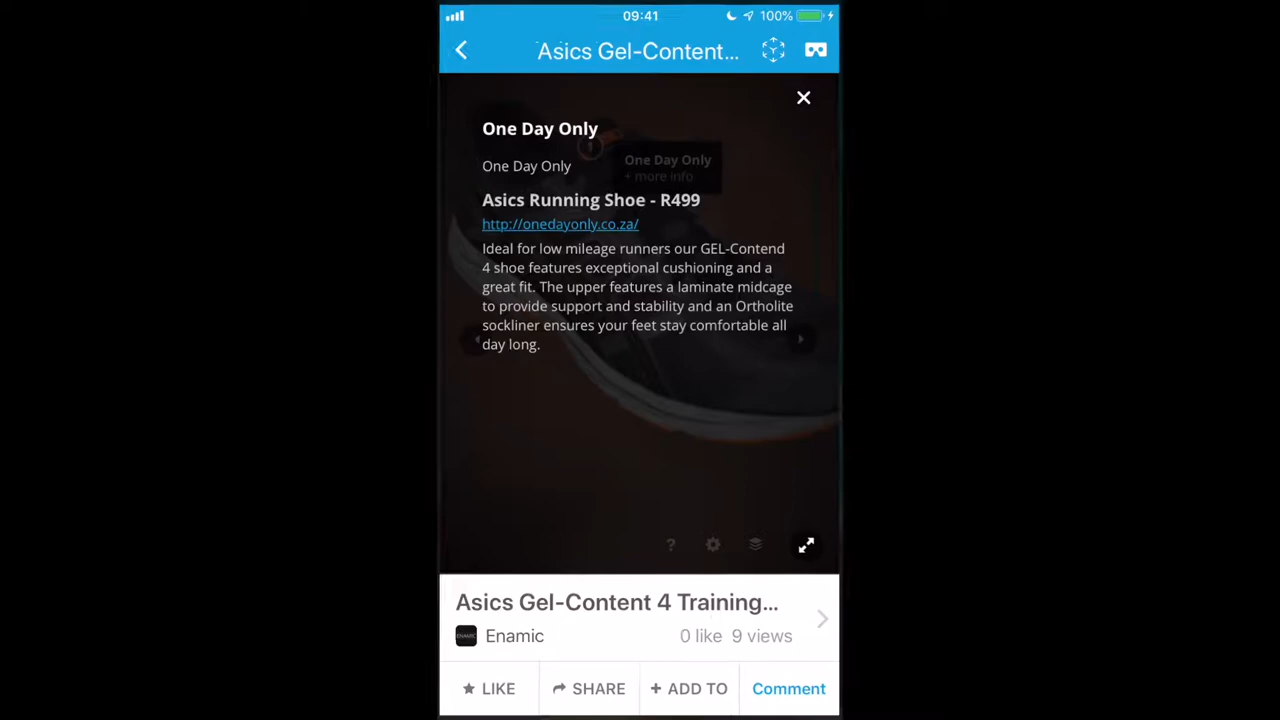 09:41
100%
Asics Gel-Content...
One Day Only
One Day Only
One Day Only
+ more info
Asics Running Shoe - R499
http://onedayonly.co.za/
Ideal for low mileage runners our GEL-Contend
4 shoe features exceptional cushioning and a
great fit. The upper features a laminate midcage
to provide support and stability and an Ortholite
sockliner ensures your feet stay comfortable all
day long.
?
Asics Gel-Content 4 Training...
ENAMIC
Enamic
0 like 9 views
LIKE
SHARE
+ ADD TO
Comment